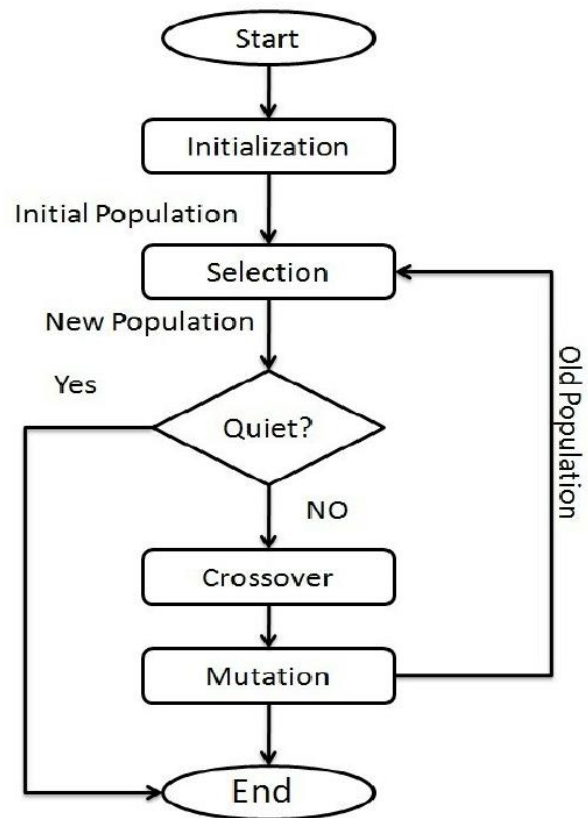 Start
Initialization
Initial Population
Selection
New Population
Yes
Quiet?
Old Population
NO
Crossover
Mutation
End